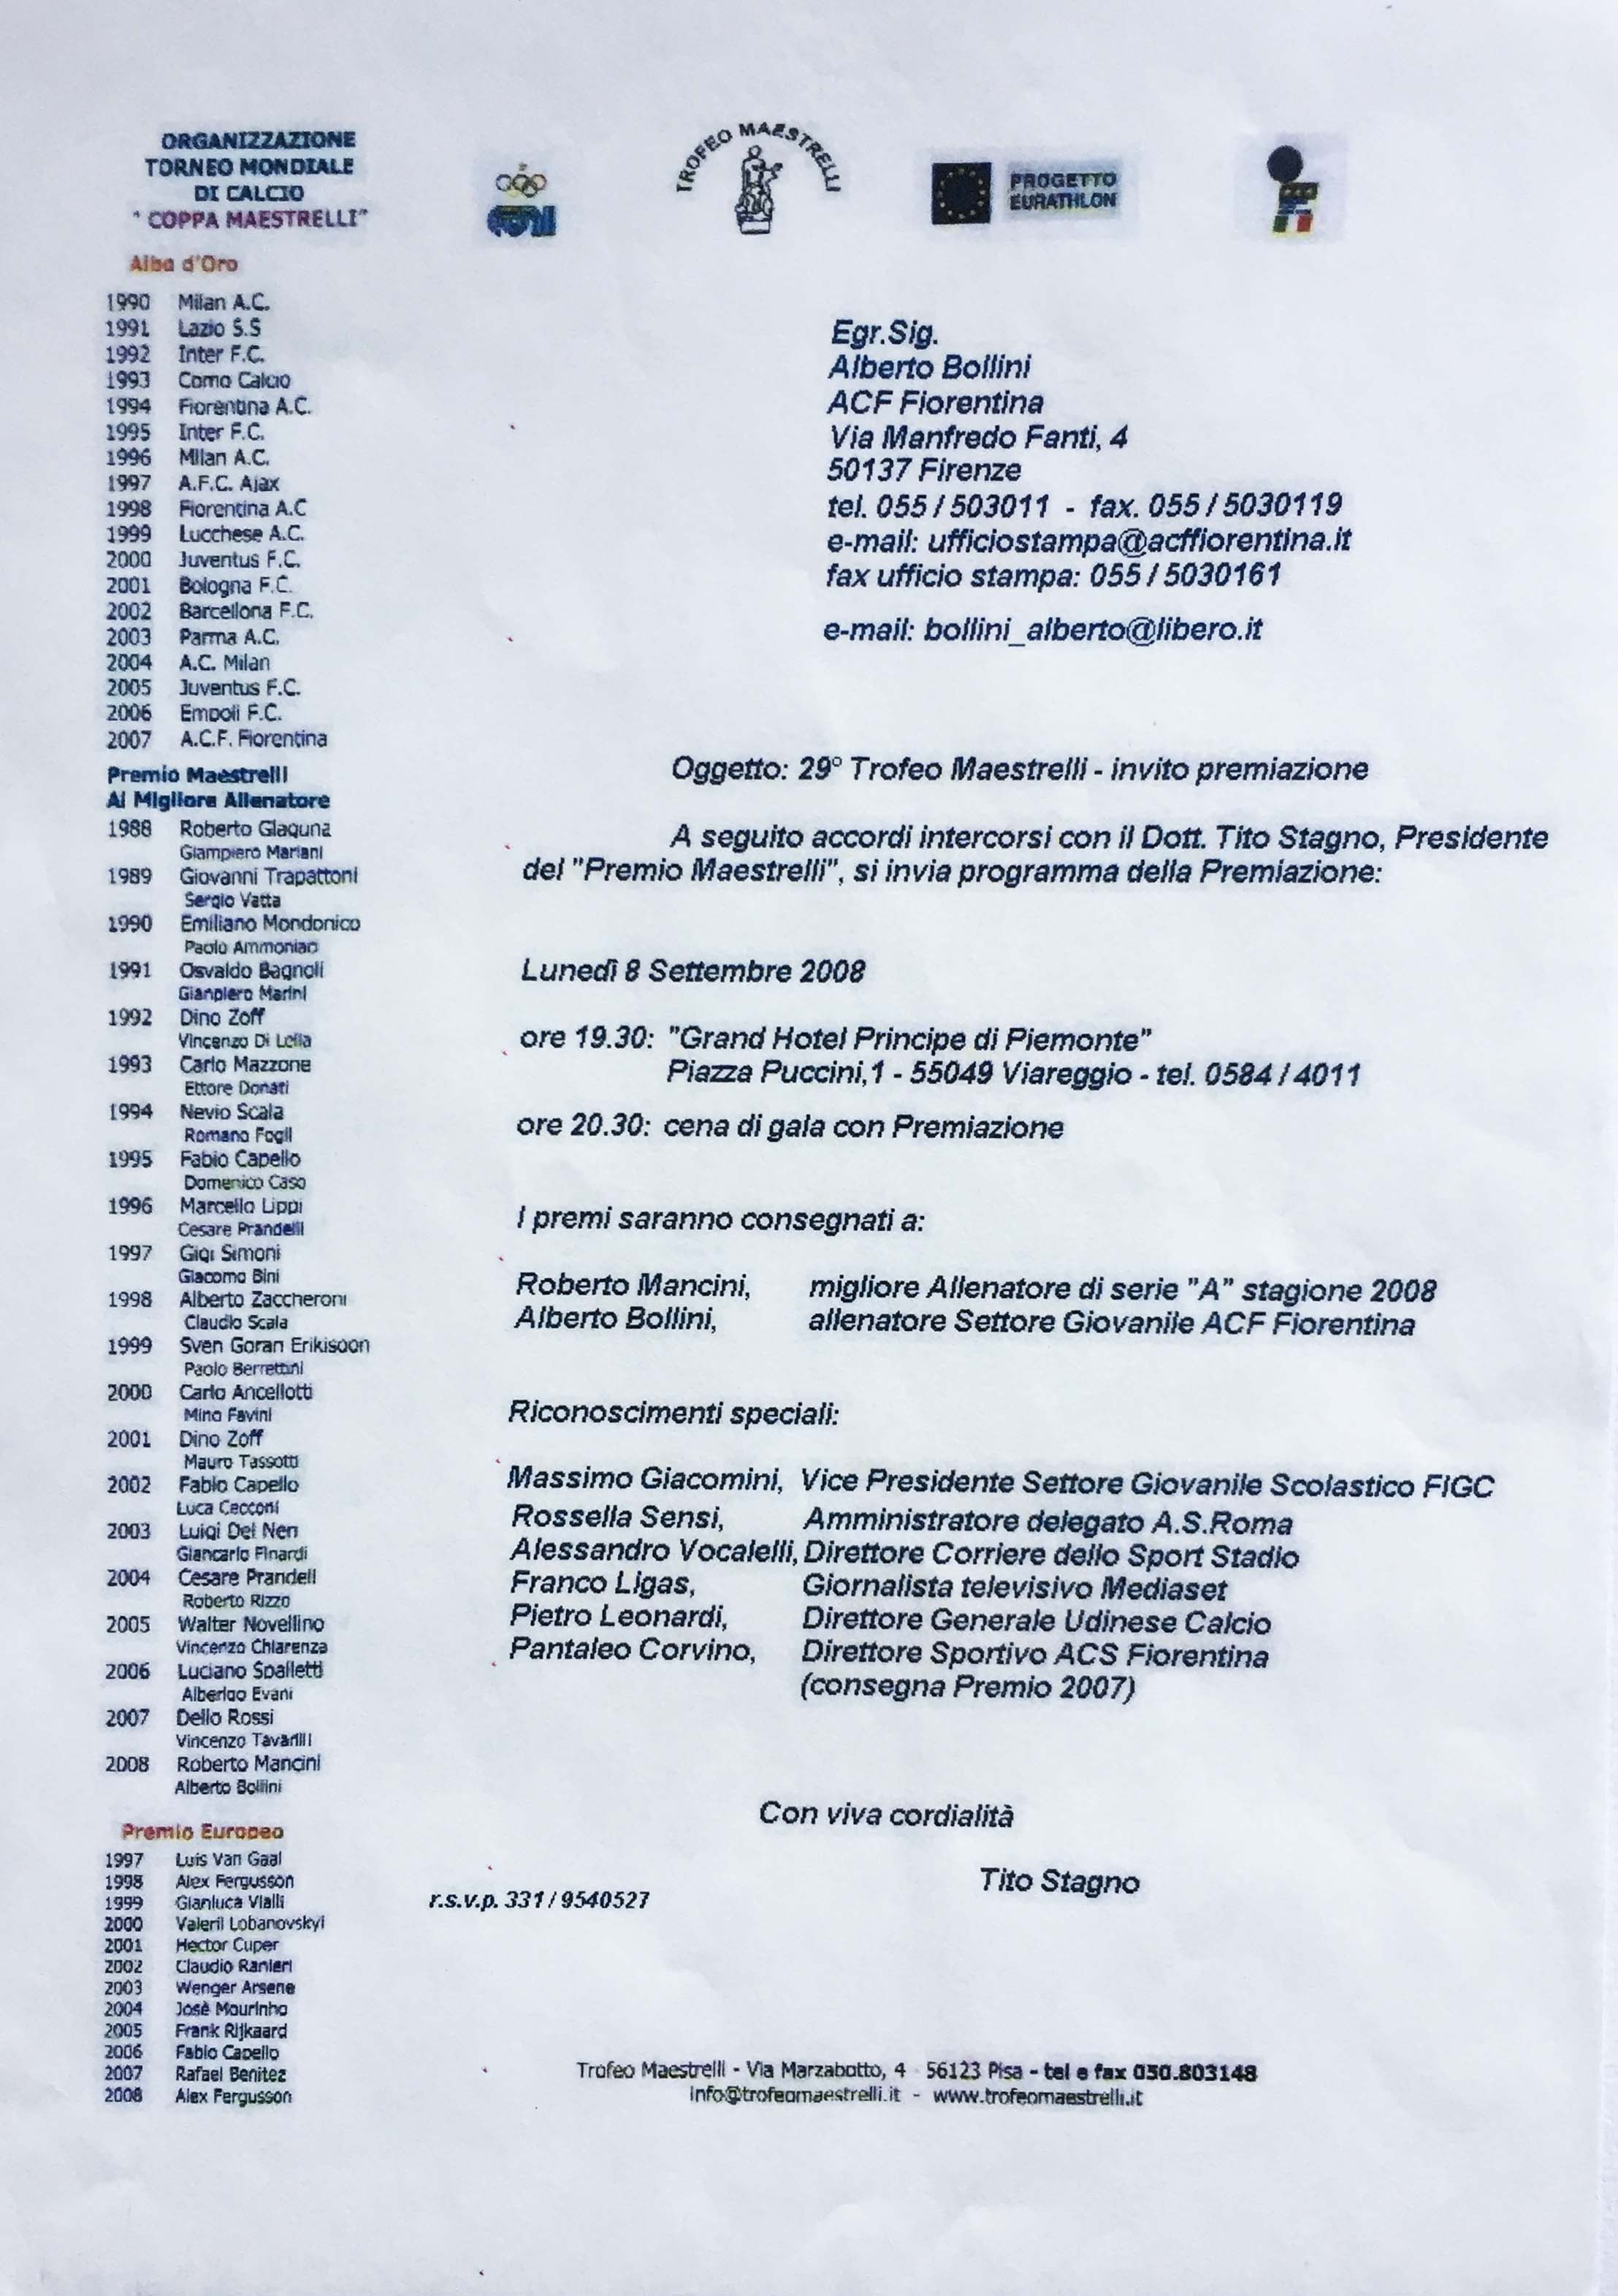 ORGANIZZAZIONE
TORNEO MONDIALE
DI CALCIO
" COPPA MAESTRELLI"
CONI
TROFEO MAESTRELLI
PROGETTO
EURATHLON
Albo d'Oro
1990 Milan A.C.
1991 Lazio S.S
1992 Inter F.C.
1993 Como Calcio
1994 Fiorentina A.C.
1995 Inter F.C.
1996 Milan A.C.
1997 A.F.C. Ajax
1998 Fiorentina A.C
1999 Lucchese A.C.
2000 Juventus F.C.
2001 Bologna F.C.
2002 Barcellona F.C.
2003 Parma A.C.
2004 A.C. Milan
2005 Juventus F.C.
2006 Empoli F.C.
2007 A.C.F. Fiorentina
Premio Maestrelli
Al Migliore Allenatore
1988 Roberto Glaguna
Giampiero Mariani
1989 Giovanni Trapattoni
Sergio Vatta
1990 Emiliano Mondonico
Paolo Ammoniac
1991 Osvaldo Bagnoli
Gianpiero Marini
1992 Dino Zoff
Vincenzo Di Lella
1993 Carlo Mazzone
Ettore Donati
1994 Nevio Scala
Romano Fogli
1995 Fabio Capello
Domenico Caso
1996 Marcello Lippi
Cesare Prandelli
1997 Gigi Simoni
Giacomo Bini
1998 Alberto Zaccheroni
Claudio Scala
1999 Sven Goran Erikisoon
Paolo Berrettini
2000 Carlo Ancellotti
Mino Favini
2001 Dino Zoff
Mauro Tassotti
2002 Fabio Capello
Luca Cecconi
2003 Luigi Del Neri
Giancarlo Finardi
2004 Cesare Prandeli
Roberto Rizzo
2005 Walter Novellino
Vincenzo Chiarenza
2006 Luciano Spalletti
Alberigo Evani
2007 Dello Rossi
Vincenzo Tavarilli
2008 Roberto Mancini
Alberto Bollini
Premio Europeo
1997 Luis Van Gaal
1998 Alex Fergusson
1999 Gianluca Vialli
2000 Valeril Lobanovskyi
2001 Hector Cuper
2002 Claudio Ranieri
2003 Wenger Arsene
2004 Josè Mourinho
2005 Frank Rijkaard
2006 Fabio Capello
2007 Rafael Benitez
2008 Alex Fergusson
Egr.Sig.
Alberto Bollini
ACF Fiorentina
Via Manfredo Fanti, 4
50137 Firenze
tel. 055 / 503011 - fax. 055 / 5030119
e-mail: ufficiostampa@acffiorentina.it
fax ufficio stampa: 055 / 5030161
e-mail: bollini_alberto@libero.it
Oggetto: 29° Trofeo Maestrelli - invito premiazione
A seguito accordi intercorsi con il Dott. Tito Stagno, Presidente
del "Premio Maestrelli", si invia programma della Premiazione:
Lunedì 8 Settembre 2008
ore 19.30: "Grand Hotel Principe di Piemonte"
Piazza Puccini,1 - 55049 Viareggio - tel. 0584 / 4011
ore 20.30: cena di gala con Premiazione
I premi saranno consegnati a:
Roberto Mancini, migliore Allenatore di serie "A" stagione 2008
Alberto Bollini, allenatore Settore Giovanile ACF Fiorentina
Riconoscimenti speciali:
Massimo Giacomini, Vice Presidente Settore Giovanile Scolastico FIGC
Rossella Sensi, Amministratore delegato A.S.Roma
Alessandro Vocalelli, Direttore Corriere dello Sport Stadio
Franco Ligas, Giornalista televisivo Mediaset
Pietro Leonardi, Direttore Generale Udinese Calcio
Pantaleo Corvino, Direttore Sportivo ACS Fiorentina
(consegna Premio 2007)
Con viva cordialità
Tito Stagno
r.s.v.p. 331 / 9540527
Trofeo Maestrelli - Via Marzabotto, 4 56123 Pisa - tel e fax 050.803148
info@trofeomaestrelli.it - www.trofeomaestrelli.it